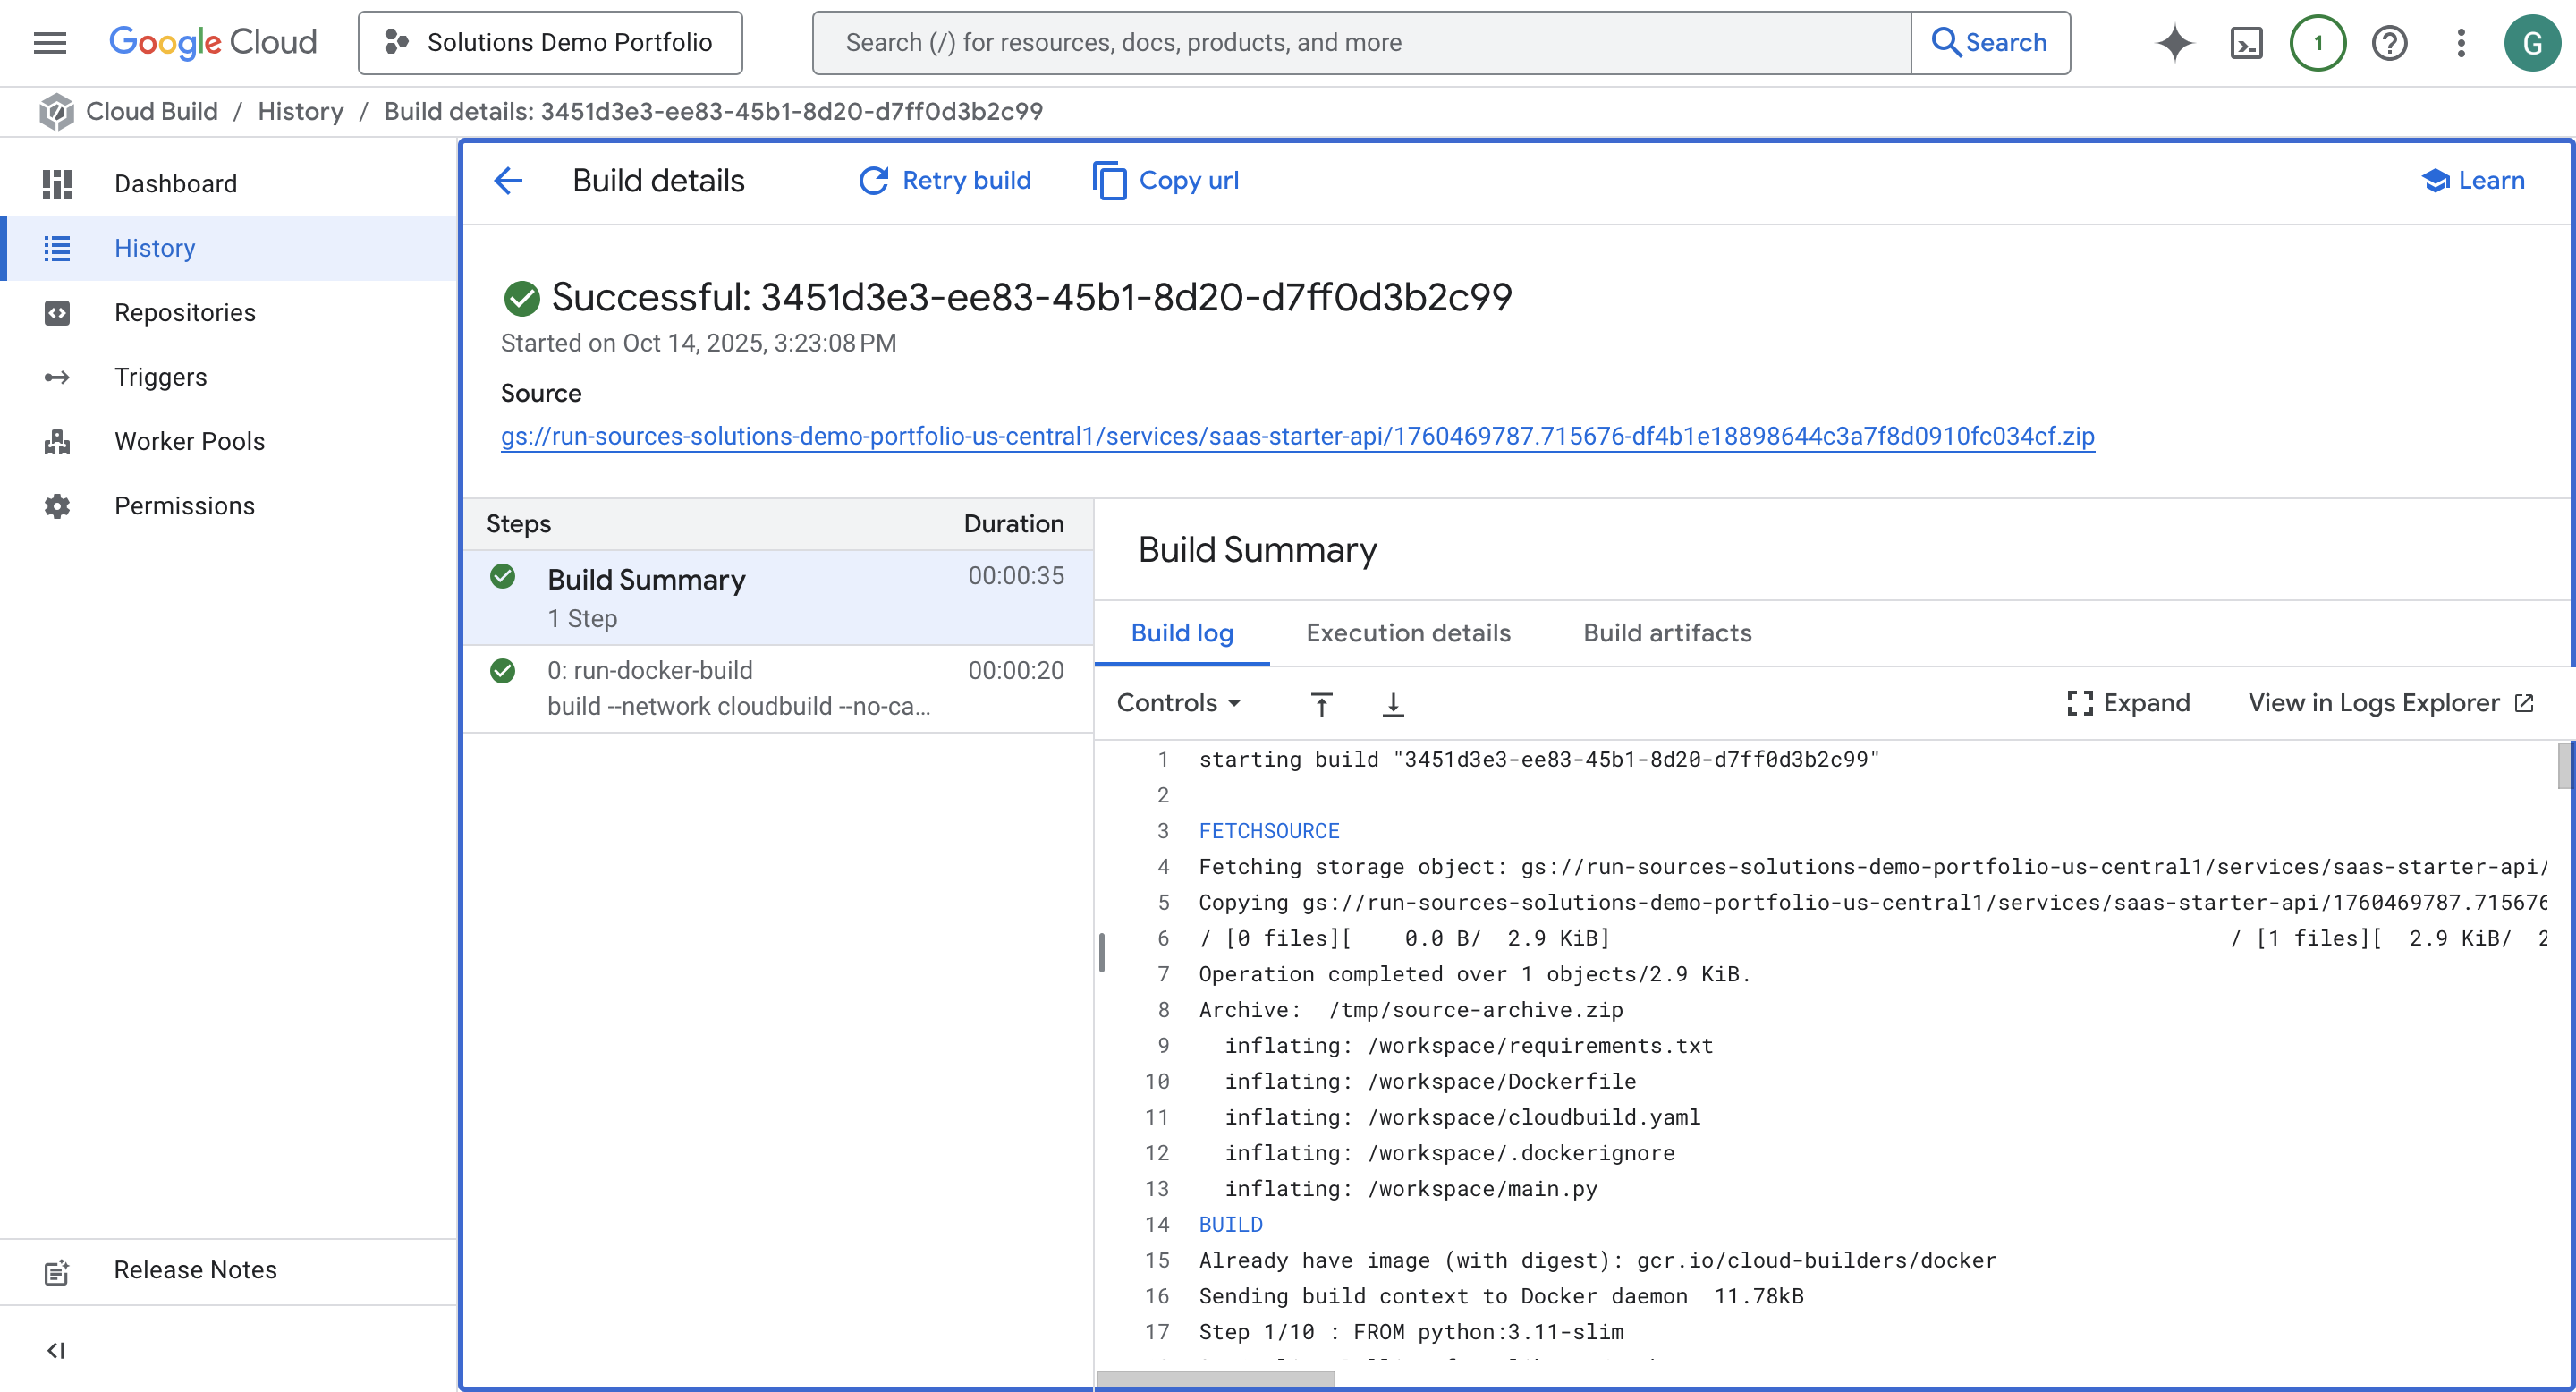 Google Cloud
Solutions Demo Portfolio
Search (/) for resources, docs, products, and more
Search
1
G
Cloud Build / History / Build details: 3451d3e3-ee83-45b1-8d20-d7ff0d3b2c99
Dashboard
History
Repositories
Triggers
Worker Pools
Permissions
Release Notes
Build details
Retry build
Copy url
Learn
Successful: 3451d3e3-ee83-45b1-8d20-d7ff0d3b2c99
Started on Oct 14, 2025, 3:23:08 PM
Source
gs://run-sources-solutions-demo-portfolio-us-central1/services/saas-starter-api/1760469787.715676-df4b1e18898644c3a7f8d0910fc034cf.zip
Steps Duration
Build Summary 00:00:35
1 Step
0: run-docker-build 00:00:20
build --network cloudbuild --no-ca...
Build Summary
Build log Execution details Build artifacts
Controls Expand View in Logs Explorer
1 starting build "3451d3e3-ee83-45b1-8d20-d7ff0d3b2c99"
2
3 FETCHSOURCE
4 Fetching storage object: gs://run-sources-solutions-demo-portfolio-us-central1/services/saas-starter-api/
5 Copying gs://run-sources-solutions-demo-portfolio-us-central1/services/saas-starter-api/1760469787.715676
6 / [0 files][    0.0 B/  2.9 KiB] / [1 files][  2.9 KiB/  2
7 Operation completed over 1 objects/2.9 KiB.
8 Archive:  /tmp/source-archive.zip
9 inflating: /workspace/requirements.txt
10 inflating: /workspace/Dockerfile
11 inflating: /workspace/cloudbuild.yaml
12 inflating: /workspace/.dockerignore
13 inflating: /workspace/main.py
14 BUILD
15 Already have image (with digest): gcr.io/cloud-builders/docker
16 Sending build context to Docker daemon  11.78kB
17 Step 1/10 : FROM python:3.11-slim